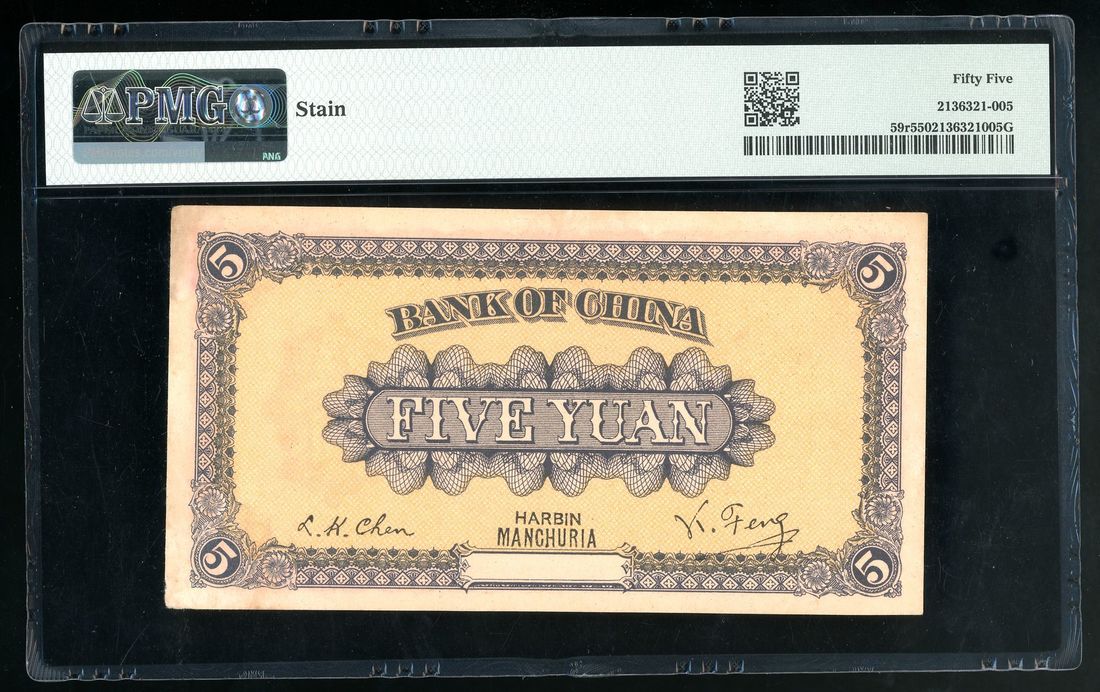 PMG
Stain
PNG
Fifty Five
2136321-005
59r5502136321005G
5
5
BANK OF CHINA
FIVE YUAN
L. K. Chen
HARBIN
MANCHURIA
K. Feng
5
5